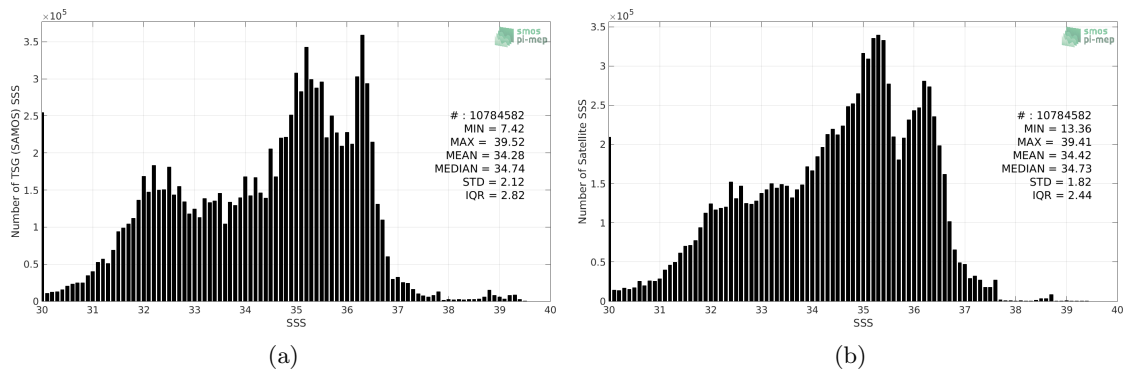 ×10⁵
3.5
3
2.5
2
1.5
1
0.5
0
30 31 32 33 34 35 36 37 38 39 40
SSS
Number of TSG (SAMOS) SSS
smos
pi-mep
# : 10784582
MIN = 7.42
MAX = 39.52
MEAN = 34.28
MEDIAN = 34.74
STD = 2.12
IQR = 2.82
(a)
×10⁵
3.5
3
2.5
2
1.5
1
0.5
0
30 31 32 33 34 35 36 37 38 39 40
SSS
Number of Satellite SSS
smos
pi-mep
# : 10784582
MIN = 13.36
MAX = 39.41
MEAN = 34.42
MEDIAN = 34.73
STD = 1.82
IQR = 2.44
(b)